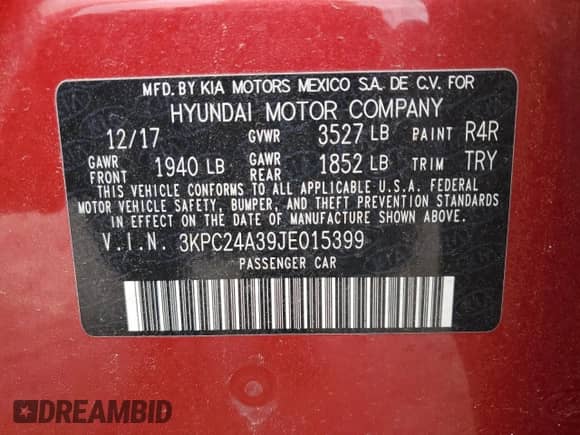 MFD. BY KIA MOTORS MEXICO S.A. DE C.V. FOR
HYUNDAI MOTOR COMPANY
12/17 GVWR 3527 LB PAINT R4R
GAWR FRONT 1940 LB GAWR REAR 1852 LB TRIM TRY
THIS VEHICLE CONFORMS TO ALL APPLICABLE U.S.A. FEDERAL
MOTOR VEHICLE SAFETY, BUMPER, AND THEFT PREVENTION STANDARDS
IN EFFECT ON THE DATE OF MANUFACTURE SHOWN ABOVE.
V.I.N. 3KPC24A39JE015399
PASSENGER CAR
DREAMBID